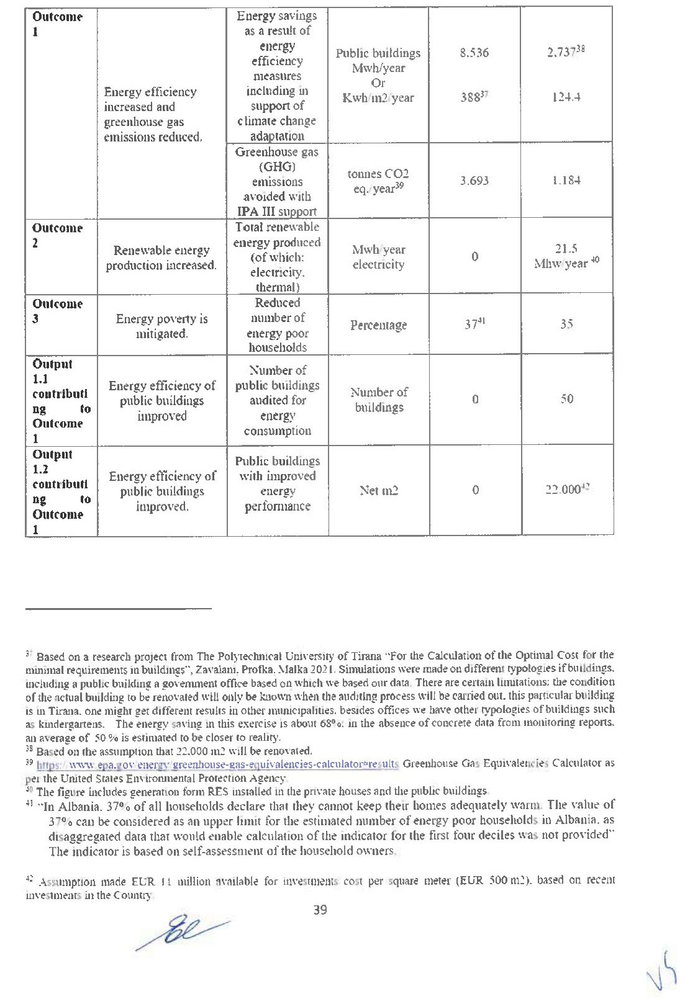 Outcome
1
Energy efficiency
increased and
greenhouse gas
emissions reduced.
Energy savings
as a result of
energy
efficiency
measures
including in
support of
climate change
adaptation
Public buildings
Mwh/year
Or
Kwh/m2/year
8.536
388³⁷
2.737³⁸
124.4
Greenhouse gas
(GHG)
emissions
avoided with
IPA III support
tonnes CO2
eq./year³⁹
3.693
1.184
Outcome
2
Renewable energy
production increased.
Total renewable
energy produced
(of which:
electricity,
thermal)
Mwh/year
electricity
0
21.5
Mhw/year ⁴⁰
Outcome
3
Energy poverty is
mitigated.
Reduced
number of
energy poor
households
Percentage
37⁴¹
35
Output
1.1
contributi
ng to
Outcome
1
Energy efficiency of
public buildings
improved
Number of
public buildings
audited for
energy
consumption
Number of
buildings
0
50
Output
1.2
contributi
ng to
Outcome
1
Energy efficiency of
public buildings
improved.
Public buildings
with improved
energy
performance
Net m2
0
22.000⁴²
³⁷ Based on a research project from The Polytechnical University of Tirana "For the Calculation of the Optimal Cost for the
minimal requirements in buildings", Zavalani, Profka, Malka 2021. Simulations were made on different typologies if buildings,
including a public building a government office based on which we based our data. There are certain limitations: the condition
of the actual building to be renovated will only be known when the auditing process will be carried out, this particular building
is in Tirana, one might get different results in other municipalities, besides offices we have other typologies of buildings such
as kindergartens. The energy saving in this exercise is about 68%; in the absence of concrete data from monitoring reports,
an average of 50 % is estimated to be closer to reality.
³⁸ Based on the assumption that 22.000 m2 will be renovated.
³⁹ https://www.epa.gov/energy/greenhouse-gas-equivalencies-calculator#results Greenhouse Gas Equivalencies Calculator as
per the United States Environmental Protection Agency
⁴⁰ The figure includes generation form RES installed in the private houses and the public buildings
⁴¹ "In Albania, 37% of all households declare that they cannot keep their homes adequately warm. The value of
37% can be considered as an upper limit for the estimated number of energy poor households in Albania, as
disaggregated data that would enable calculation of the indicator for the first four deciles was not provided"
The indicator is based on self-assessment of the household owners.
⁴² Assumption made EUR 11 million available for investments cost per square meter (EUR 500 m2), based on recent
investments in the Country
39